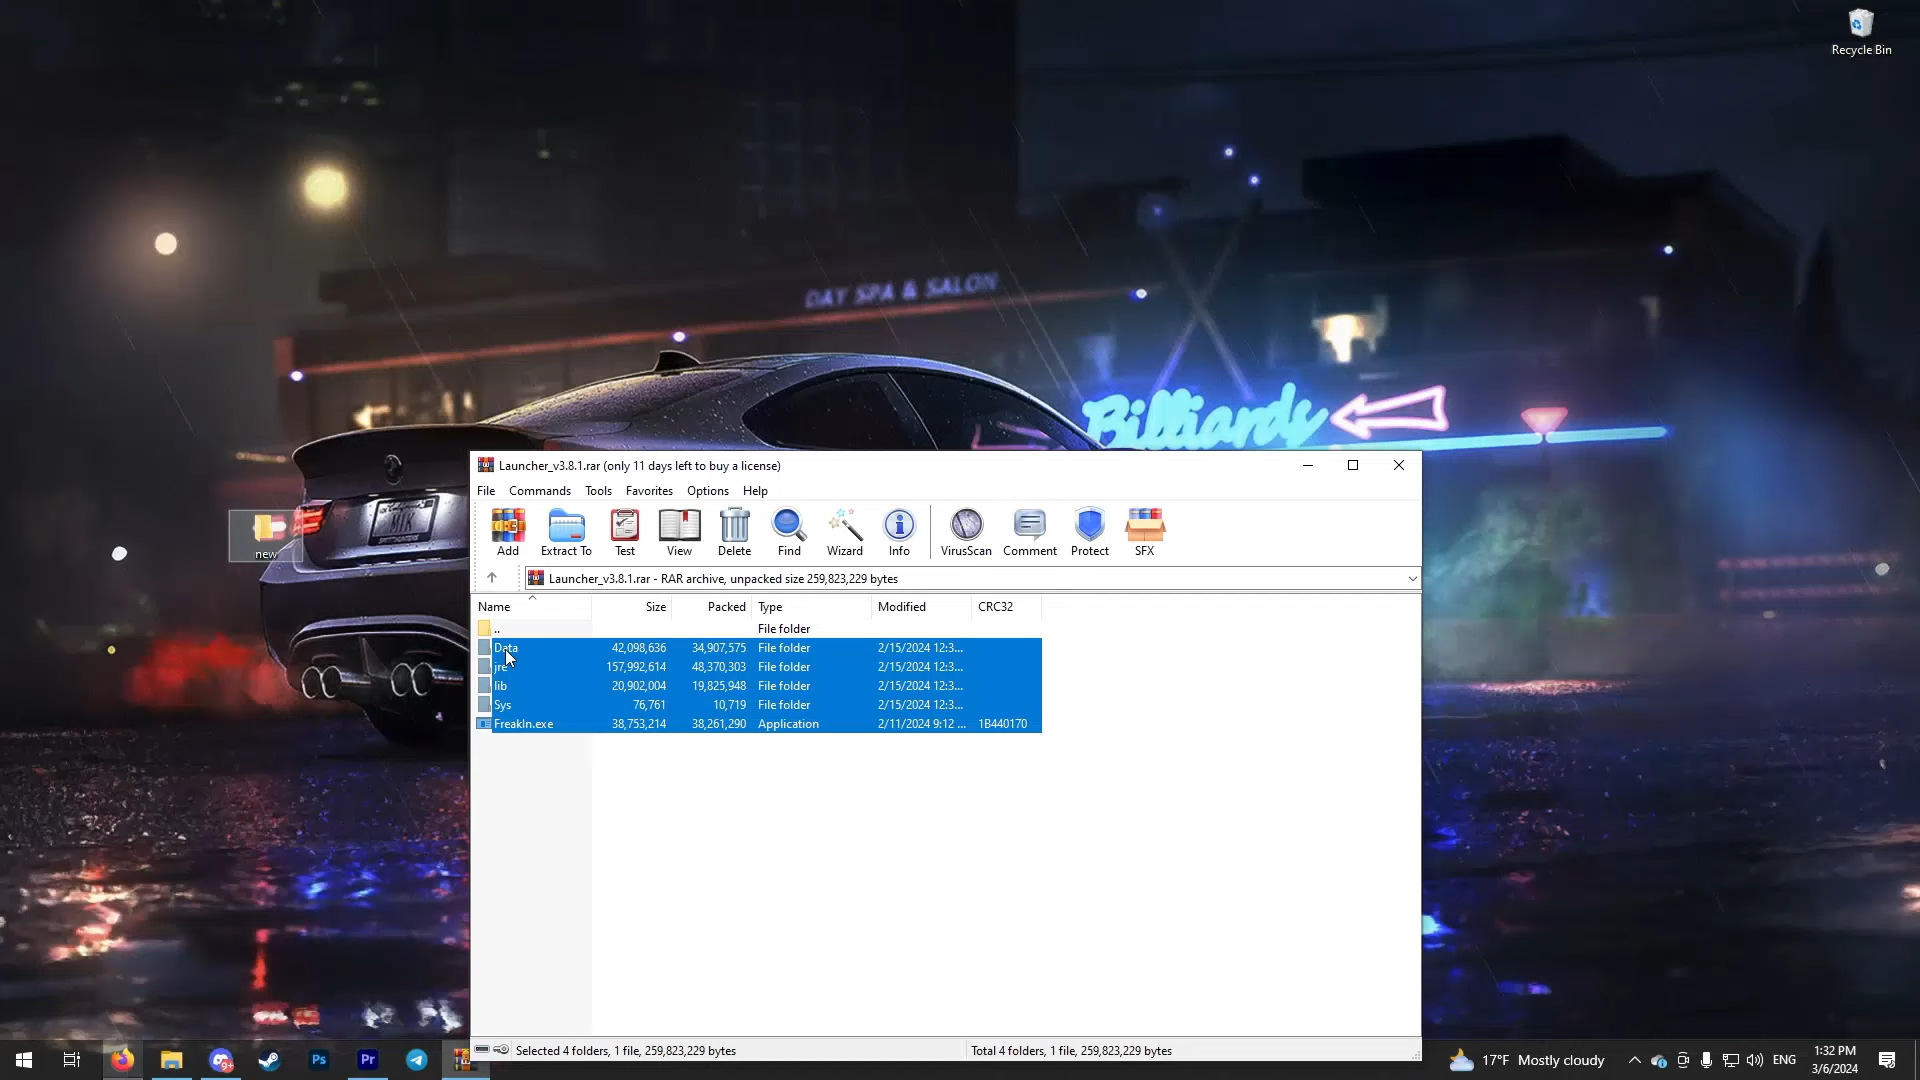 Recycle Bin
DAY SPA & SALON
Billiards
new
Launcher_v3.8.1.rar (only 11 days left to buy a license)
File Commands Tools Favorites Options Help
Add Extract To Test View Delete Find Wizard Info VirusScan Comment Protect SFX
Launcher_v3.8.1.rar - RAR archive, unpacked size 259,823,229 bytes
Name Size Packed Type Modified CRC32
.. File folder
Data 42,098,636 34,907,575 File folder 2/15/2024 12:3...
jre 157,992,614 48,370,303 File folder 2/15/2024 12:3...
lib 20,902,004 19,825,948 File folder 2/15/2024 12:3...
Sys 76,761 10,719 File folder 2/15/2024 12:3...
FreakIn.exe 38,753,214 38,261,290 Application 2/11/2024 9:12 ... 1B440170
Selected 4 folders, 1 file, 259,823,229 bytes Total 4 folders, 1 file, 259,823,229 bytes
9+ Ps Pr 17°F Mostly cloudy ENG 1:32 PM
3/6/2024